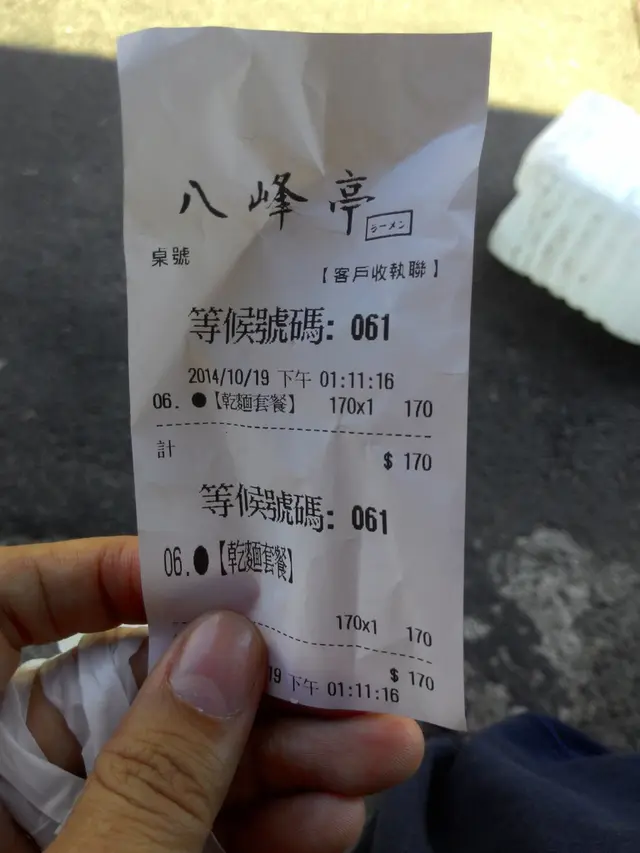 八峰亭
ラーメン
桌號
【客戶收執聯】
等候號碼: 061
2014/10/19 下午 01:11:16
06. ●【乾麵套餐】 170x1 170
計
$ 170
等候號碼: 061
06.●【乾麵套餐】
170x1 170
$ 170
19 下午 01:11:16